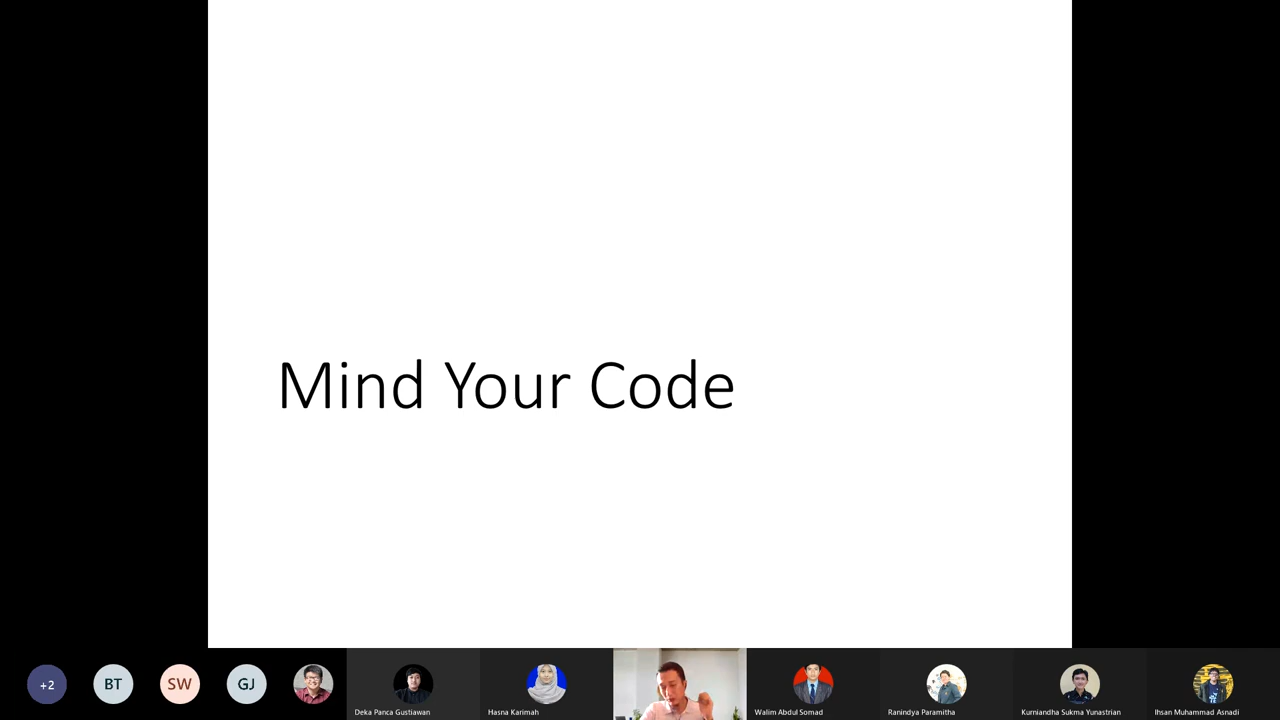 Mind Your Code
+2
BT
SW
GJ
Deka Panca Gustiawan
Hasna Karimah
Walim Abdul Somad
Ranindya Paramitha
Kurniandha Sukma Yunastrian
Ihsan Muhammad Asnadi